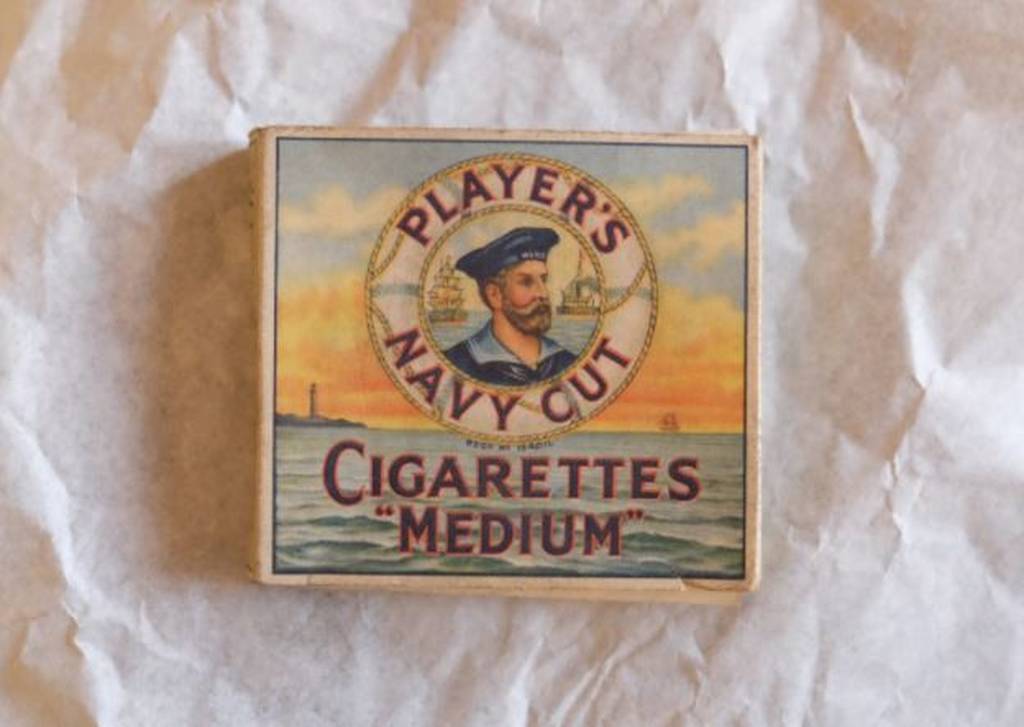 PLAYER'S
NAVY CUT
CIGARETTES
"MEDIUM"